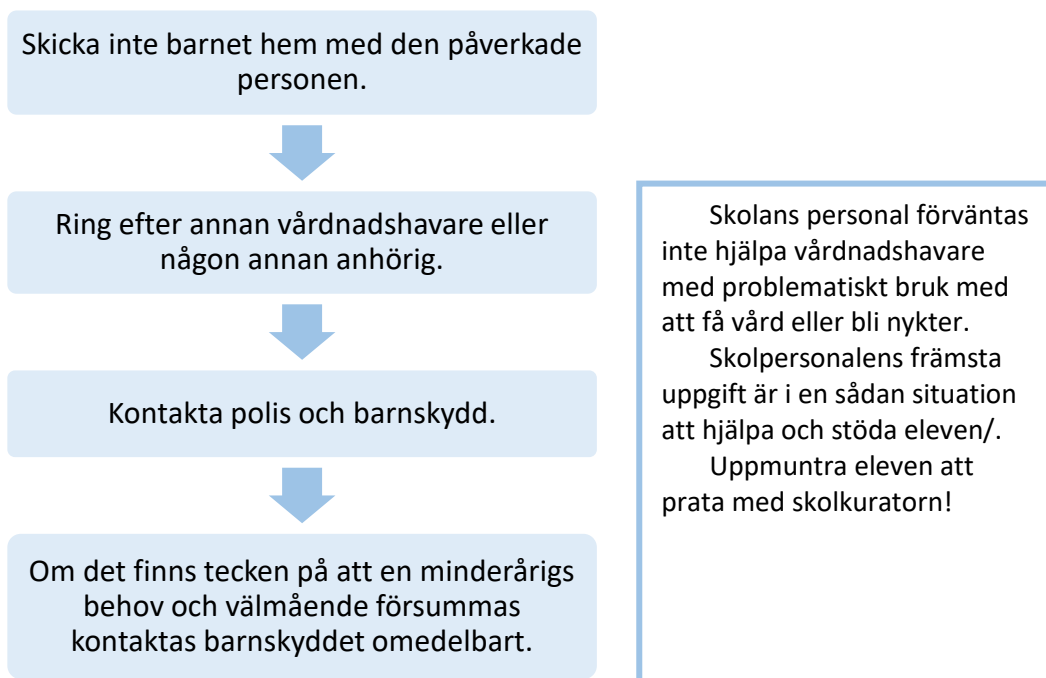 Skicka inte barnet hem med den påverkade
personen.
Ring efter annan vårdnadshavare eller
någon annan anhörig.
Kontakta polis och barnskydd.
Om det finns tecken på att en minderårigs
behov och välmående försummas
kontaktas barnskyddet omedelbart.
Skolans personal förväntas
inte hjälpa vårdnadshavare
med problematiskt bruk med
att få vård eller bli nykter.
Skolpersonalens främsta
uppgift är i en sådan situation
att hjälpa och stöda eleven/.
Uppmuntra eleven att
prata med skolkuratorn!